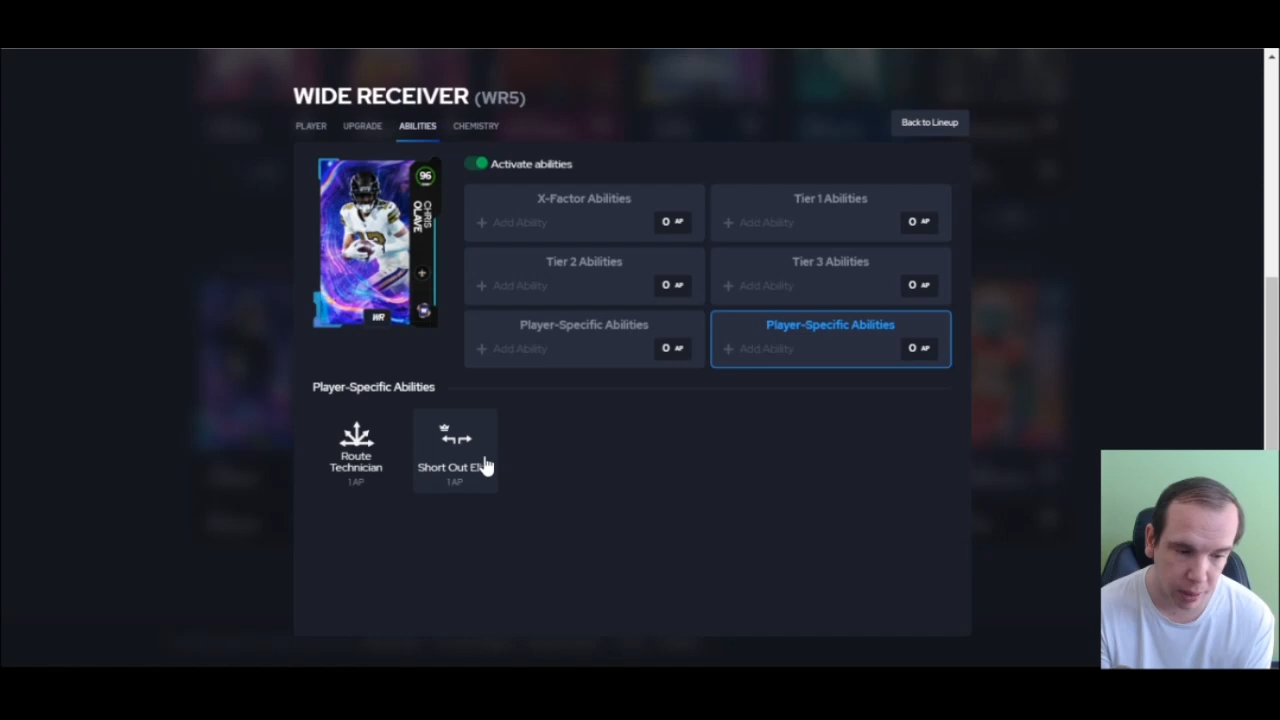 WIDE RECEIVER (WR5)
Back to Lineup
PLAYER UPGRADE ABILITIES CHEMISTRY
Activate abilities
96
CHRIS
OLAVE
WR
X-Factor Abilities
+ Add Ability 0 AP
Tier 1 Abilities
+ Add Ability 0 AP
Tier 2 Abilities
+ Add Ability 0 AP
Tier 3 Abilities
+ Add Ability 0 AP
Player-Specific Abilities
+ Add Ability 0 AP
Player-Specific Abilities
+ Add Ability 0 AP
Player-Specific Abilities
Route
Technician
1 AP
Short Out
1 AP